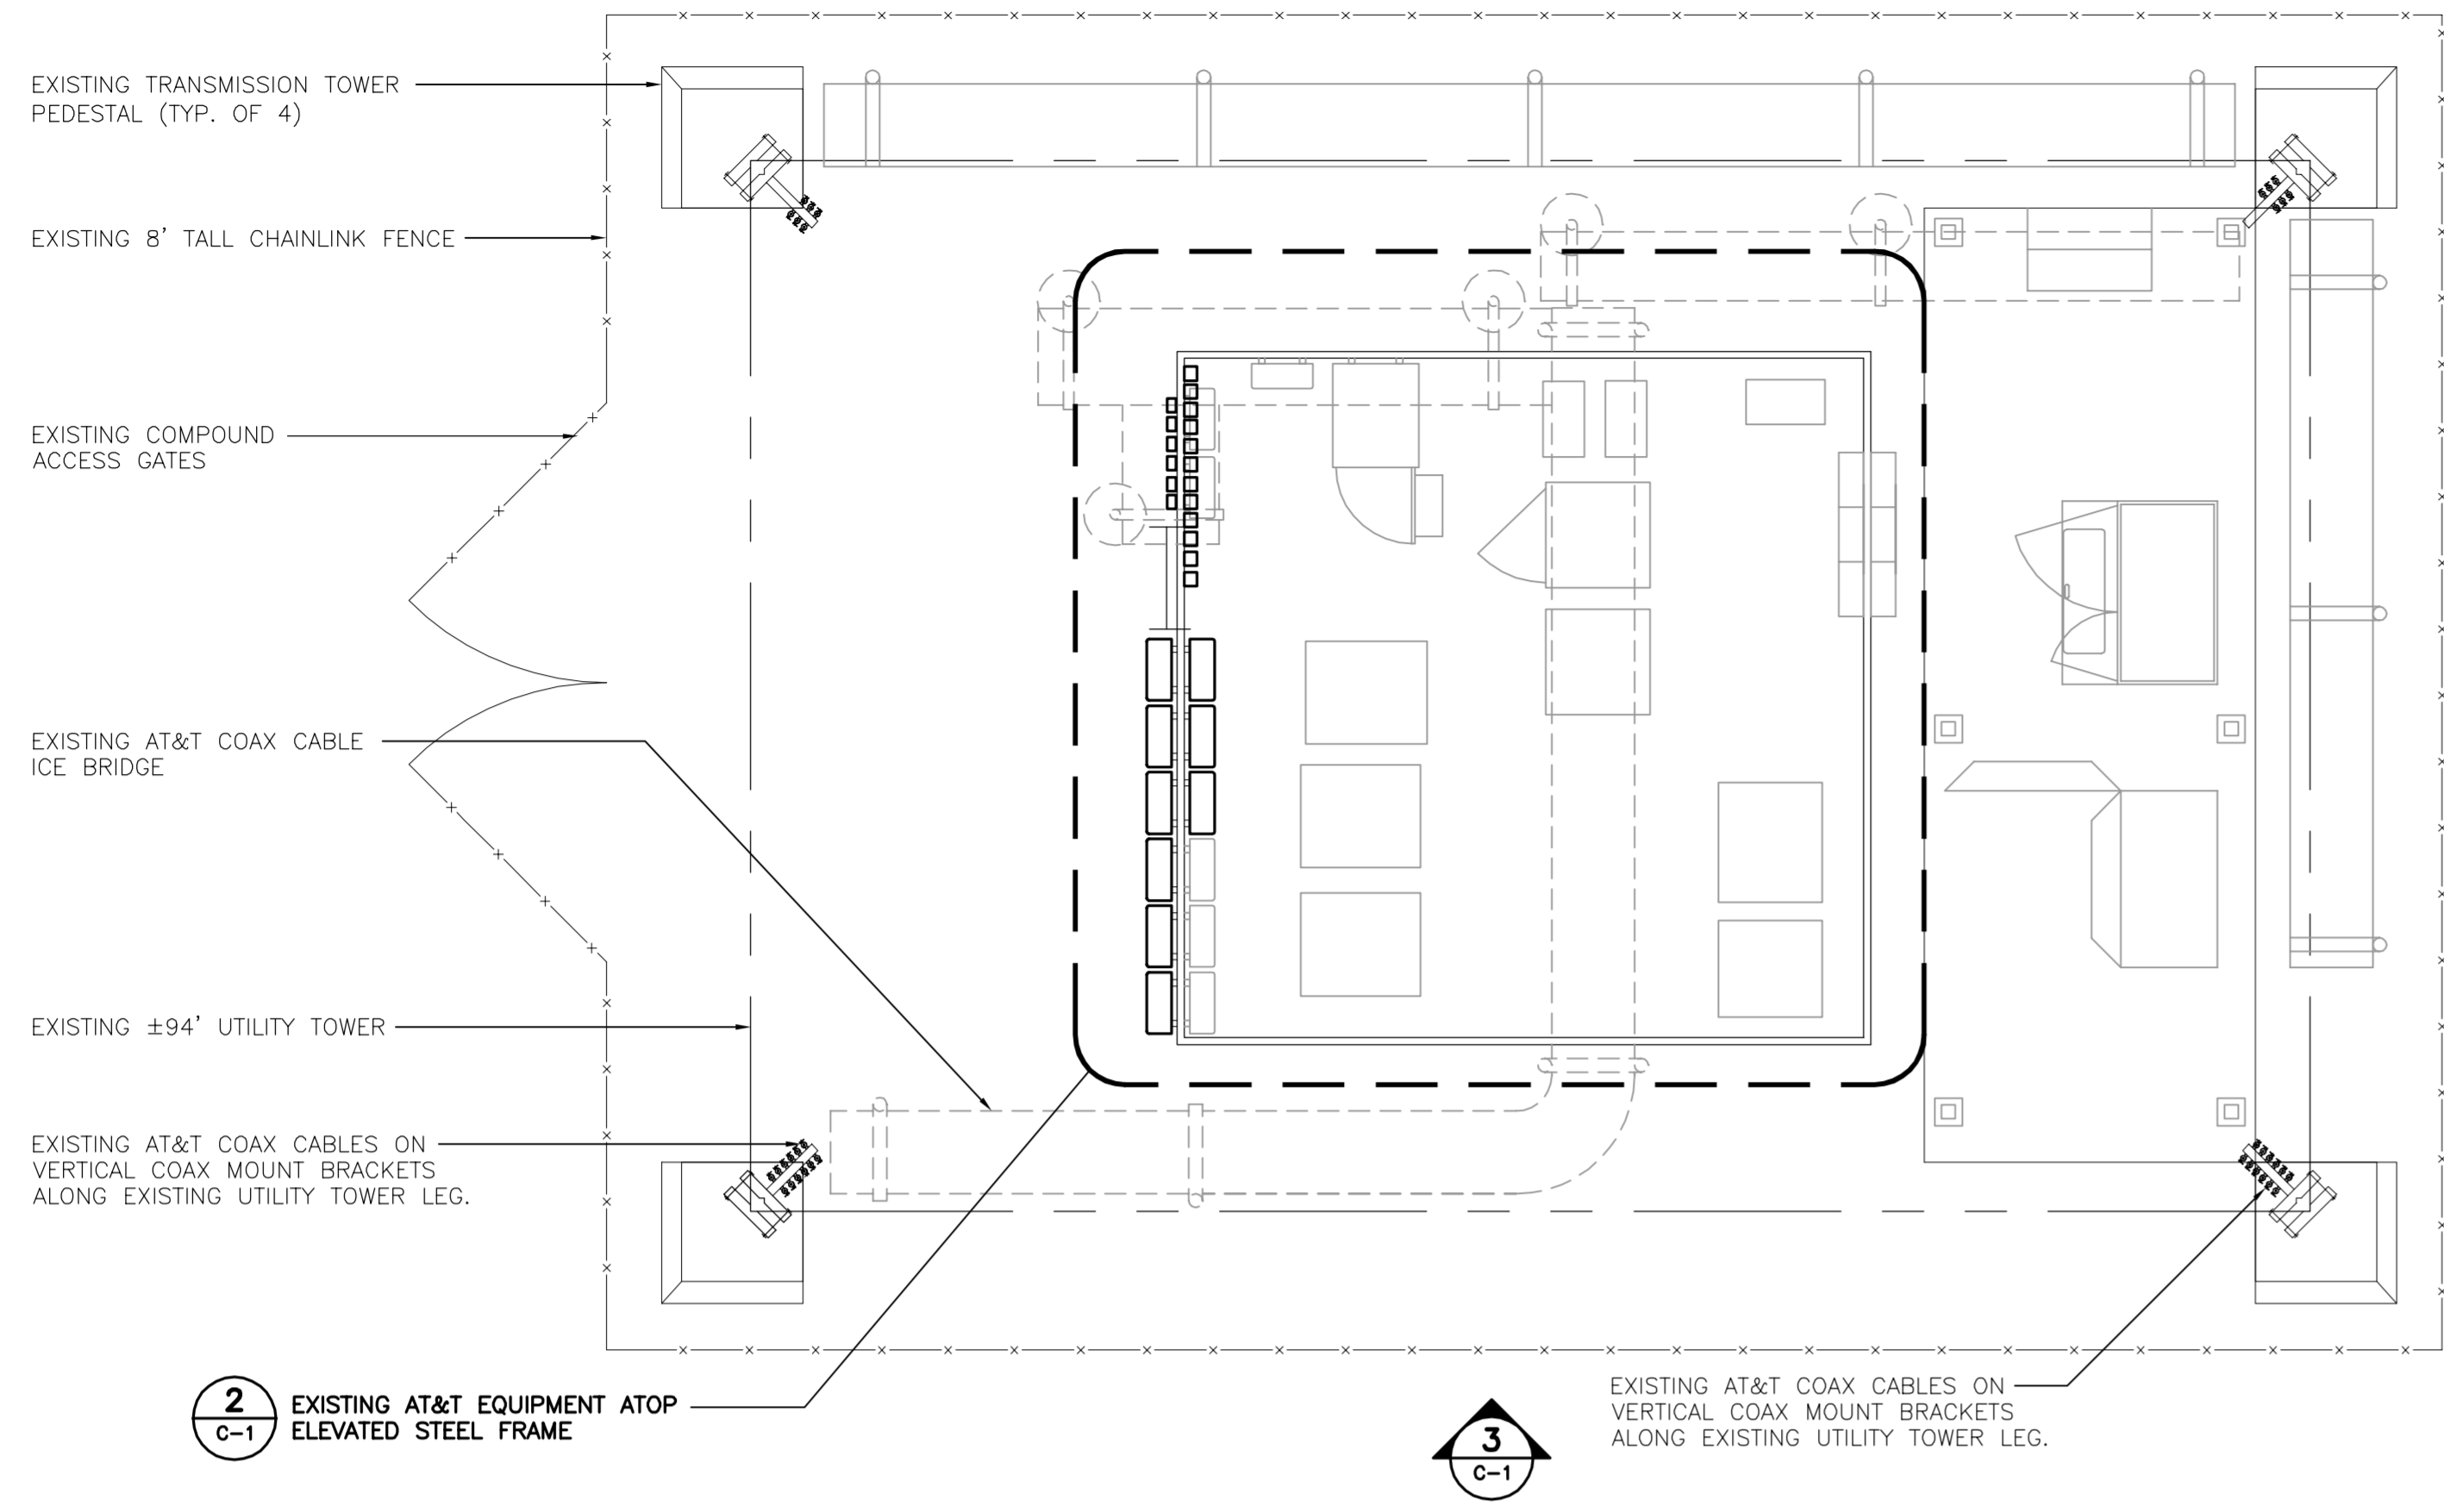 EXISTING TRANSMISSION TOWER
PEDESTAL (TYP. OF 4)
EXISTING 8' TALL CHAINLINK FENCE
EXISTING COMPOUND
ACCESS GATES
EXISTING AT&T COAX CABLE
ICE BRIDGE
EXISTING ±94' UTILITY TOWER
EXISTING AT&T COAX CABLES ON
VERTICAL COAX MOUNT BRACKETS
ALONG EXISTING UTILITY TOWER LEG.
2
C-1
EXISTING AT&T EQUIPMENT ATOP
ELEVATED STEEL FRAME
3
C-1
EXISTING AT&T COAX CABLES ON
VERTICAL COAX MOUNT BRACKETS
ALONG EXISTING UTILITY TOWER LEG.